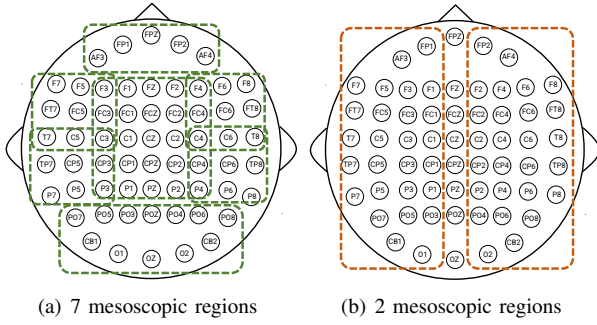 FPZ
FP1 FP2
AF3 AF4
F7 F5 F3 F1 FZ F2 F4 F6 F8
FT7 FC5 FC3 FC1 FCZ FC2 FC4 FC6 FT8
T7 C5 C3 C1 CZ C2 C4 C6 T8
TP7 CP5 CP3 CP1 CPZ CP2 CP4 CP6 TP8
P7 P5 P3 P1 PZ P2 P4 P6 P8
PO7 PO5 PO3 POZ PO4 PO6 PO8
CB1 CB2
O1 OZ O2
(a) 7 mesoscopic regions
FPZ
FP1 FP2
AF3 AF4
F7 F5 F3 F1 FZ F2 F4 F6 F8
FT7 FC5 FC3 FC1 FCZ FC2 FC4 FC6 FT8
T7 C5 C3 C1 CZ C2 C4 C6 T8
TP7 CP5 CP3 CP1 CPZ CP2 CP4 CP6 TP8
P7 P5 P3 P1 PZ P2 P4 P6 P8
PO7 PO5 PO3 POZ PO4 PO6 PO8
CB1 CB2
O1 OZ O2
(b) 2 mesoscopic regions